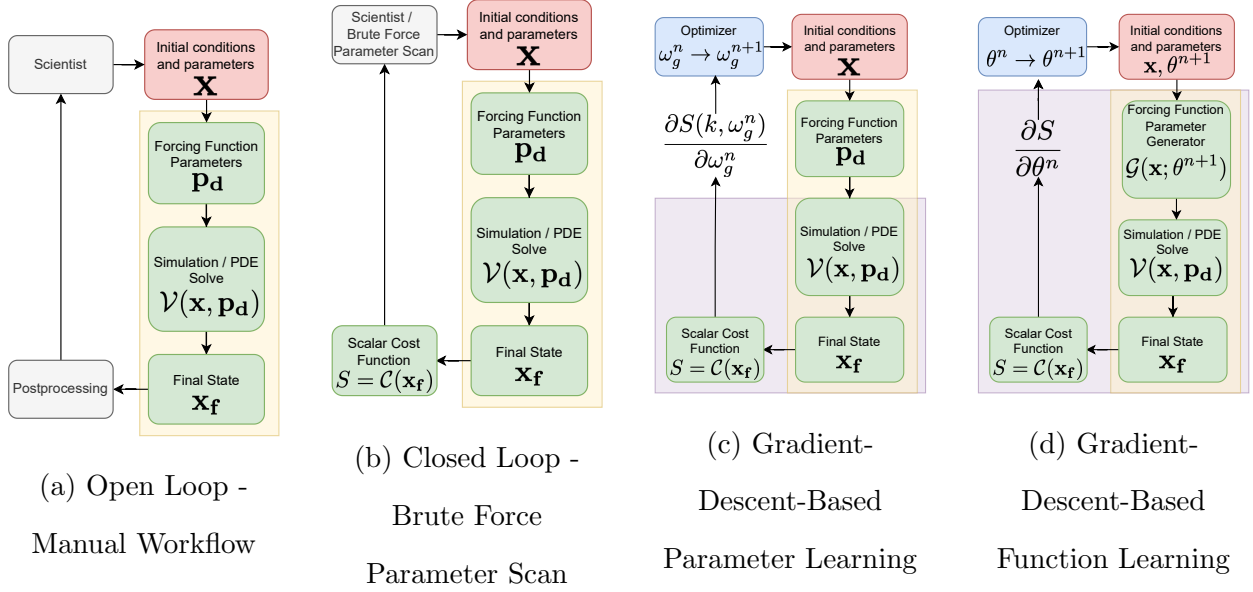 Scientist
Initial conditions
and parameters
𝐱
Forcing Function
Parameters
𝐩_𝐝
Simulation / PDE
Solve
𝒱(𝐱, 𝐩_𝐝)
Final State
𝐱_𝐟
Postprocessing
(a) Open Loop -
Manual Workflow
Scientist /
Brute Force
Parameter Scan
Initial conditions
and parameters
𝐱
Forcing Function
Parameters
𝐩_𝐝
Simulation / PDE
Solve
𝒱(𝐱, 𝐩_𝐝)
Final State
𝐱_𝐟
Scalar Cost
Function
S = 𝒞(𝐱_𝐟)
(b) Closed Loop -
Brute Force
Parameter Scan
Optimizer
ω_g^n → ω_g^{n+1}
Initial conditions
and parameters
𝐱
Forcing Function
Parameters
𝐩_𝐝
Simulation / PDE
Solve
𝒱(𝐱, 𝐩_𝐝)
Final State
𝐱_𝐟
Scalar Cost
Function
S = 𝒞(𝐱_𝐟)
∂S(k, ω_g^n)
∂ω_g^n
(c) Gradient-
Descent-Based
Parameter Learning
Optimizer
θ^n → θ^{n+1}
Initial conditions
and parameters
𝐱, θ^{n+1}
Forcing Function
Parameter
Generator
𝒢(𝐱; θ^{n+1})
Simulation / PDE
Solve
𝒱(𝐱, 𝐩_𝐝)
Final State
𝐱_𝐟
Scalar Cost
Function
S = 𝒞(𝐱_𝐟)
∂S
∂θ^n
(d) Gradient-
Descent-Based
Function Learning